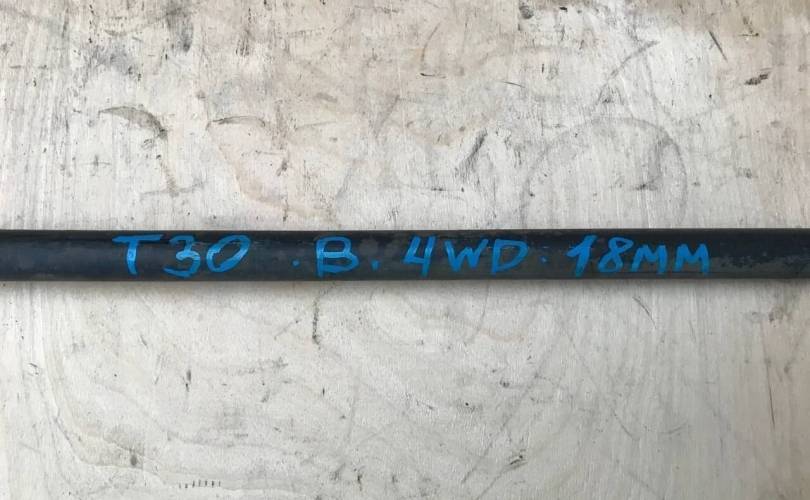 T30 . B . 4WD . 18MM